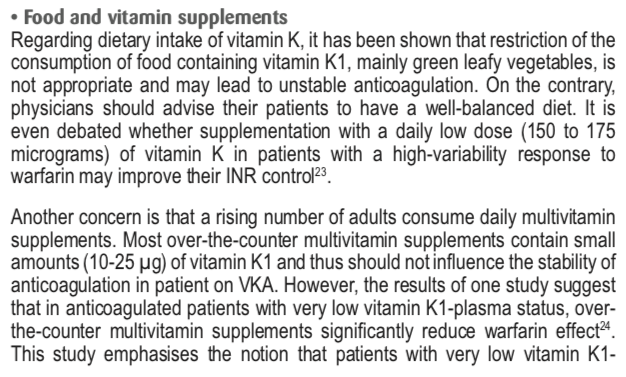 • Food and vitamin supplements
Regarding dietary intake of vitamin K, it has been shown that restriction of the
consumption of food containing vitamin K1, mainly green leafy vegetables, is
not appropriate and may lead to unstable anticoagulation. On the contrary,
physicians should advise their patients to have a well-balanced diet. It is
even debated whether supplementation with a daily low dose (150 to 175
micrograms) of vitamin K in patients with a high-variability response to
warfarin may improve their INR control²³.
Another concern is that a rising number of adults consume daily multivitamin
supplements. Most over-the-counter multivitamin supplements contain small
amounts (10-25 µg) of vitamin K1 and thus should not influence the stability of
anticoagulation in patient on VKA. However, the results of one study suggest
that in anticoagulated patients with very low vitamin K1-plasma status, over-
the-counter multivitamin supplements significantly reduce warfarin effect²⁴.
This study emphasises the notion that patients with very low vitamin K1-